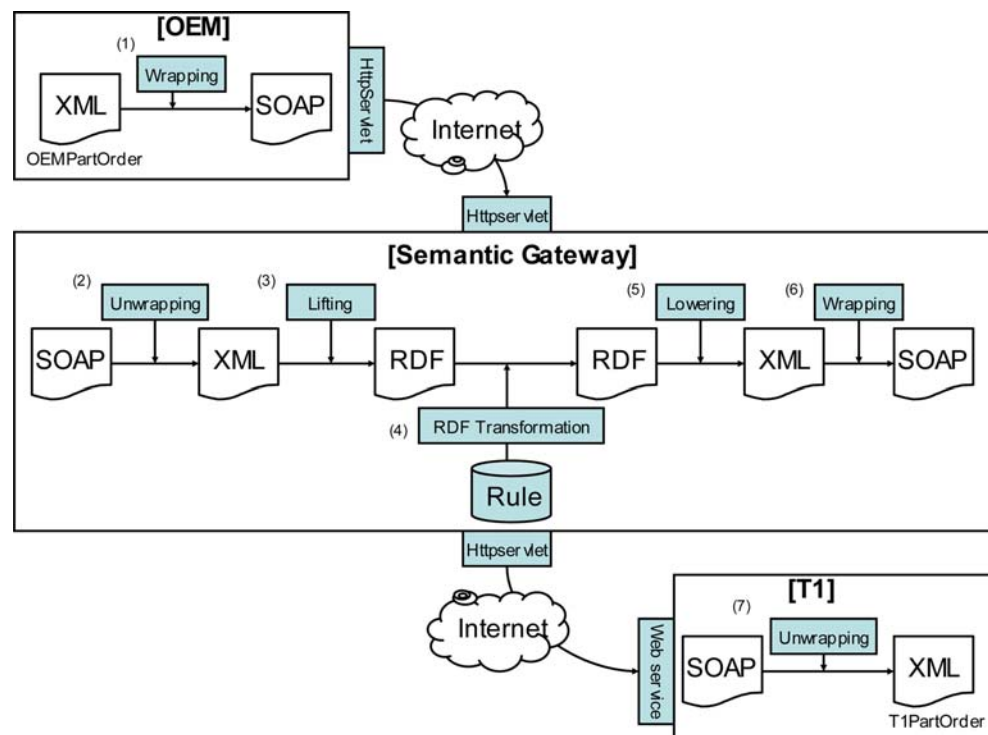 [OEM]
(1)
Wrapping
XML
SOAP
OEMPartOrder
HttpServlet
Internet
Httpservlet
[Semantic Gateway]
(2)
Unwrapping
(3)
Lifting
(5)
Lowering
(6)
Wrapping
SOAP
XML
RDF
RDF
XML
SOAP
(4)
RDF Transformation
Rule
Httpservlet
Internet
Web service
[T1]
(7)
Unwrapping
SOAP
XML
T1PartOrder